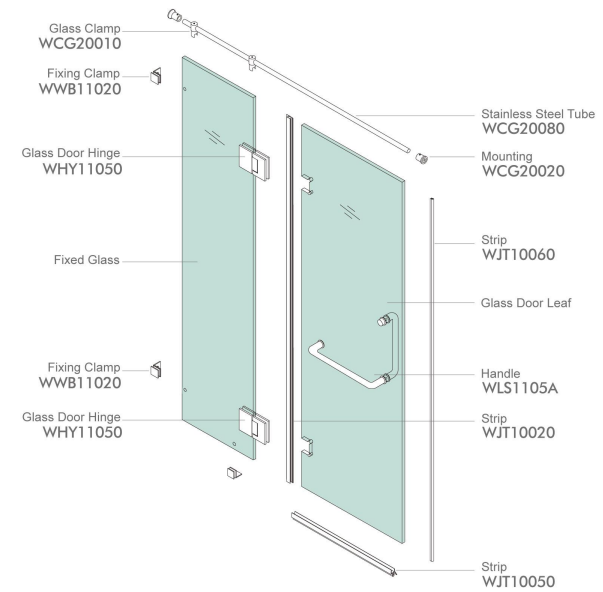 Glass Clamp
WCG20010
Fixing Clamp
WWB11020
Glass Door Hinge
WHY11050
Fixed Glass
Fixing Clamp
WWB11020
Glass Door Hinge
WHY11050
Stainless Steel Tube
WCG20080
Mounting
WCG20020
Strip
WJT10060
Glass Door Leaf
Handle
WLS1105A
Strip
WJT10020
Strip
WJT10050